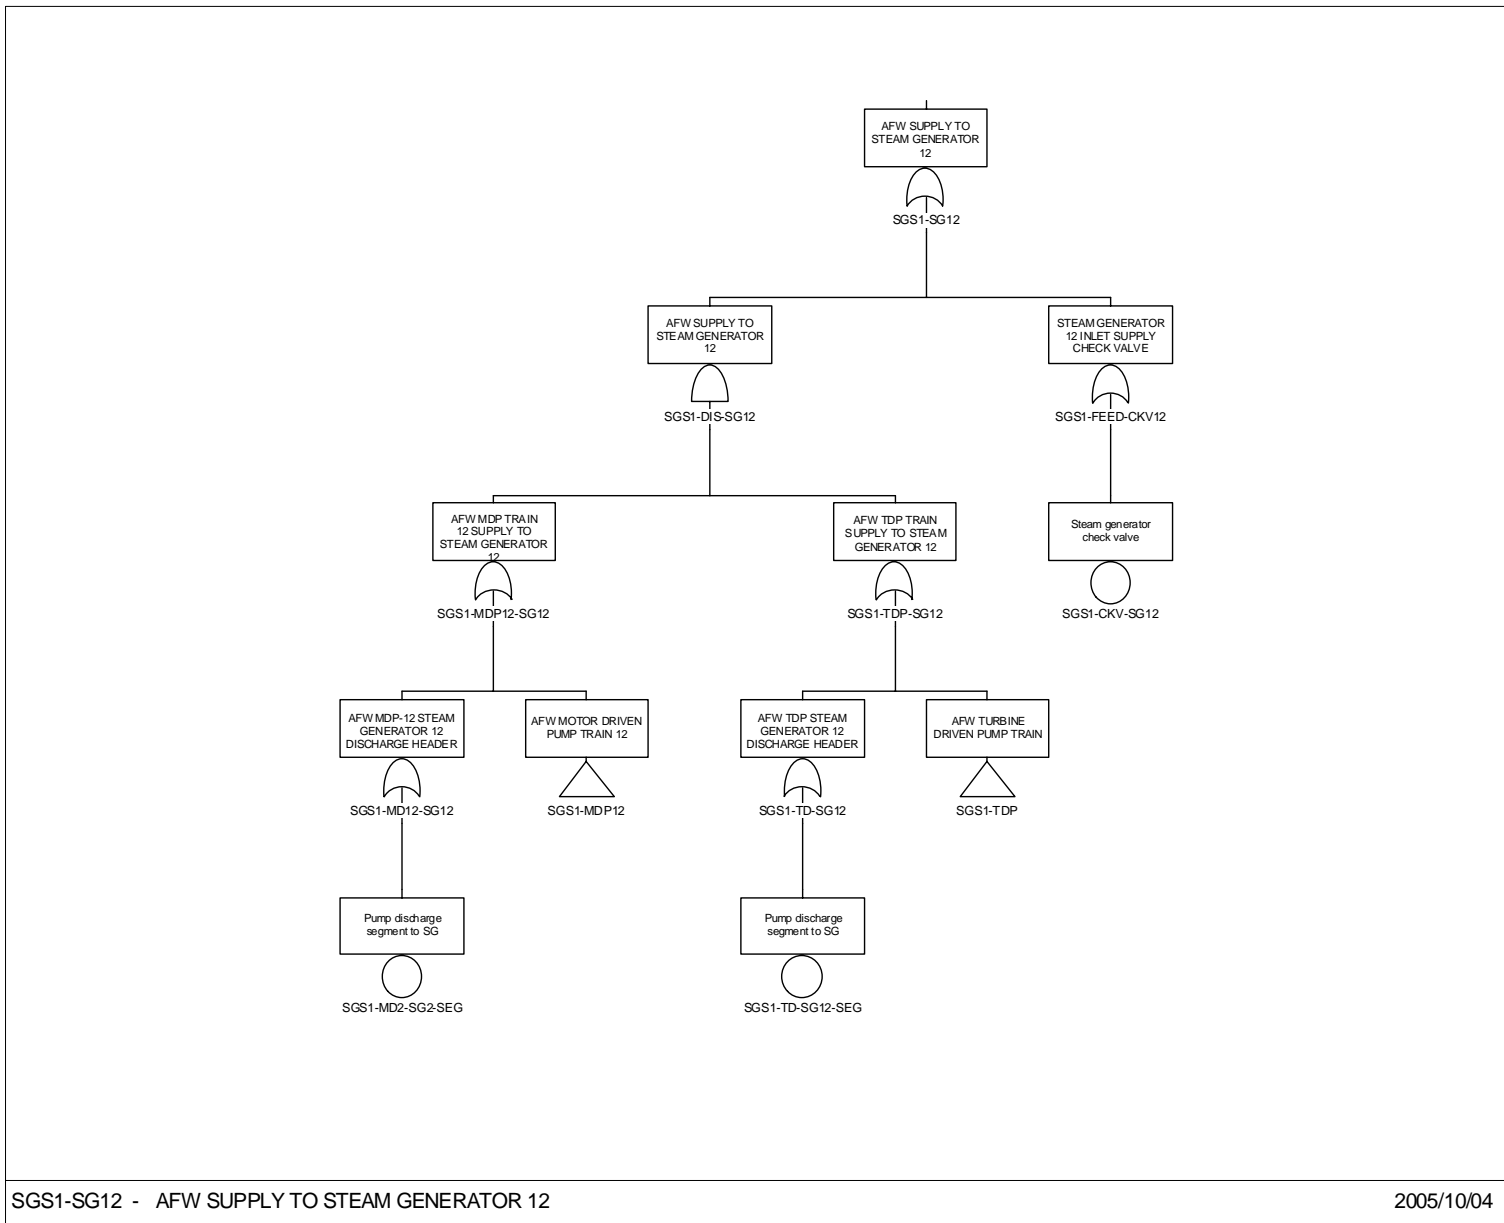 AFW SUPPLY TO
STEAM GENERATOR
12
SGS1-SG12
AFW SUPPLY TO
STEAM GENERATOR
12
SGS1-DIS-SG12
STEAM GENERATOR
12 INLET SUPPLY
CHECK VALVE
SGS1-FEED-CKV12
AFW MDP TRAIN
12 SUPPLY TO
STEAM GENERATOR
12
SGS1-MDP12-SG12
AFW TDP TRAIN
SUPPLY TO STEAM
GENERATOR 12
SGS1-TDP-SG12
Steam generator
check valve
SGS1-CKV-SG12
AFW MDP-12 STEAM
GENERATOR 12
DISCHARGE HEADER
SGS1-MD12-SG12
AFW MOTOR DRIVEN
PUMP TRAIN 12
SGS1-MDP12
AFW TDP STEAM
GENERATOR 12
DISCHARGE HEADER
SGS1-TD-SG12
AFW TURBINE
DRIVEN PUMP TRAIN
SGS1-TDP
Pump discharge
segment to SG
SGS1-MD2-SG2-SEG
Pump discharge
segment to SG
SGS1-TD-SG12-SEG
SGS1-SG12 - AFW SUPPLY TO STEAM GENERATOR 12
2005/10/04